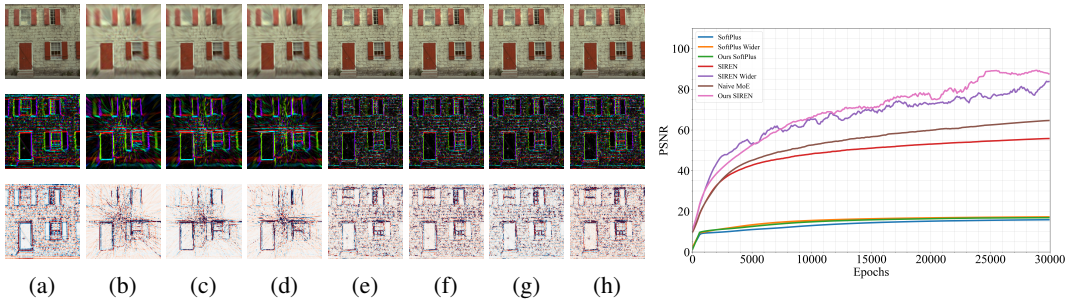 (a) (b) (c) (d) (e) (f) (g) (h)
PSNR
100
80
60
40
20
0
SoftPlus
SoftPlus Wider
Ours SoftPlus
SIREN
SIREN Wider
Naive MoE
Ours SIREN
0 5000 10000 15000 20000 25000 30000
Epochs